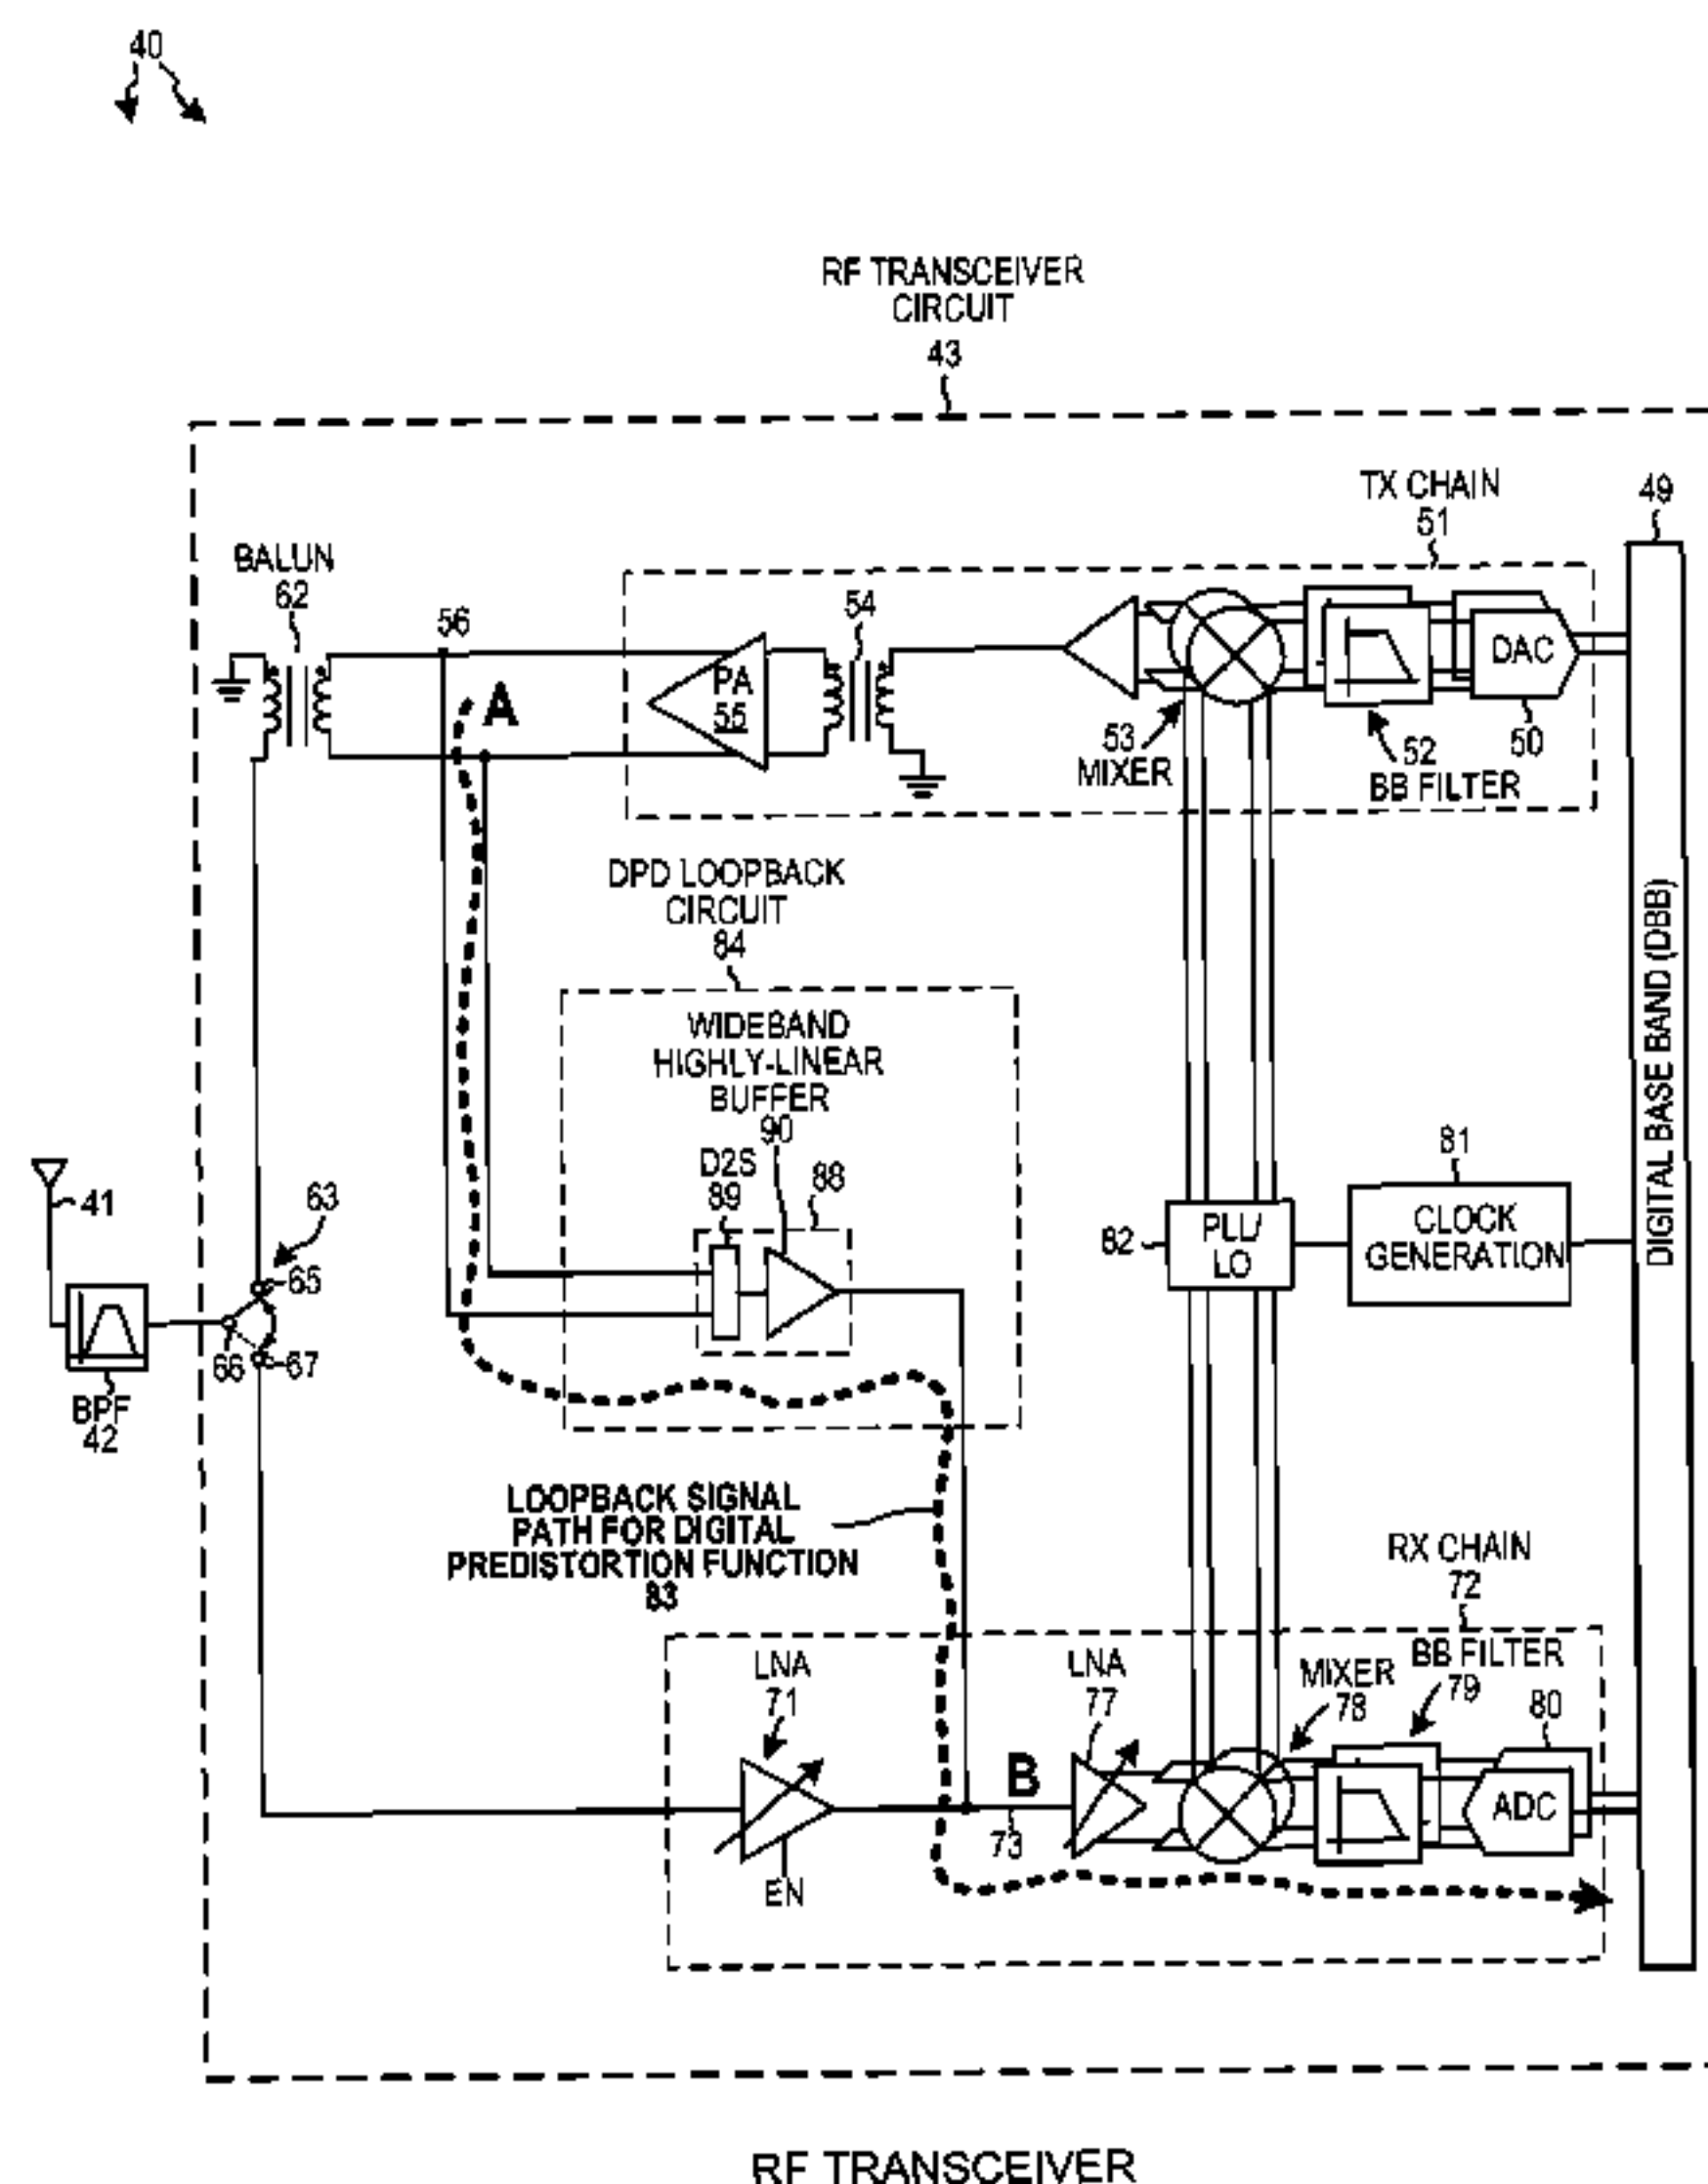 40
RF TRANSCEIVER
CIRCUIT
43
TX CHAIN
51
49
BALUN
62
56
54
PA
55
A
DAC
53
MIXER
52
BB FILTER
50
DPD LOOPBACK
CIRCUIT
84
WIDEBAND
HIGHLY-LINEAR
BUFFER
90
D2S
89
88
DIGITAL BASE BAND (DBB)
41
63
65
66
67
BPF
42
82
PLL/
LO
81
CLOCK
GENERATION
LOOPBACK SIGNAL
PATH FOR DIGITAL
PREDISTORTION FUNCTION
83
RX CHAIN
72
LNA
71
LNA
77
MIXER
78
BB FILTER
79
80
B
73
ADC
EN
RF TRANSCEIVER